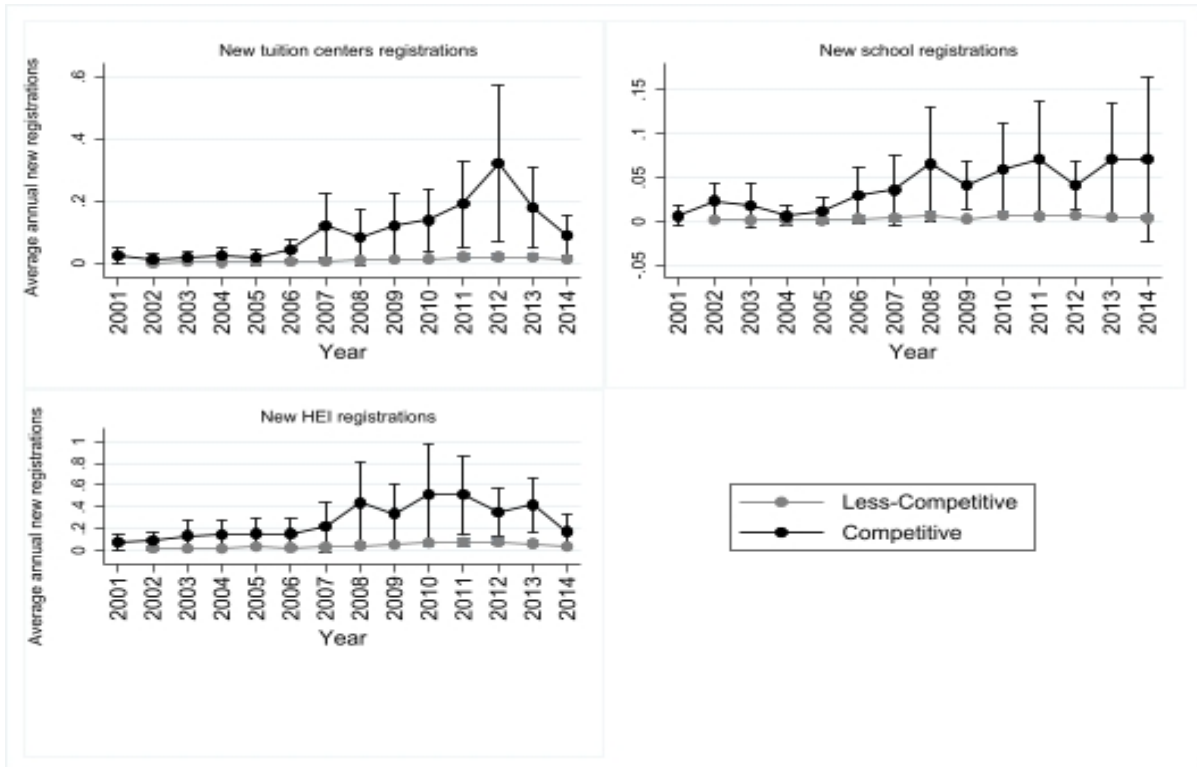 New tuition centers registrations
Average annual new registrations
.6
.4
.2
0
2001 2002 2003 2004 2005 2006 2007 2008 2009 2010 2011 2012 2013 2014
Year
New school registrations
.15
.1
.05
0
-.05
2001 2002 2003 2004 2005 2006 2007 2008 2009 2010 2011 2012 2013 2014
Year
New HEI registrations
Average annual new registrations
1
.8
.6
.4
.2
0
2001 2002 2003 2004 2005 2006 2007 2008 2009 2010 2011 2012 2013 2014
Year
Less-Competitive
Competitive